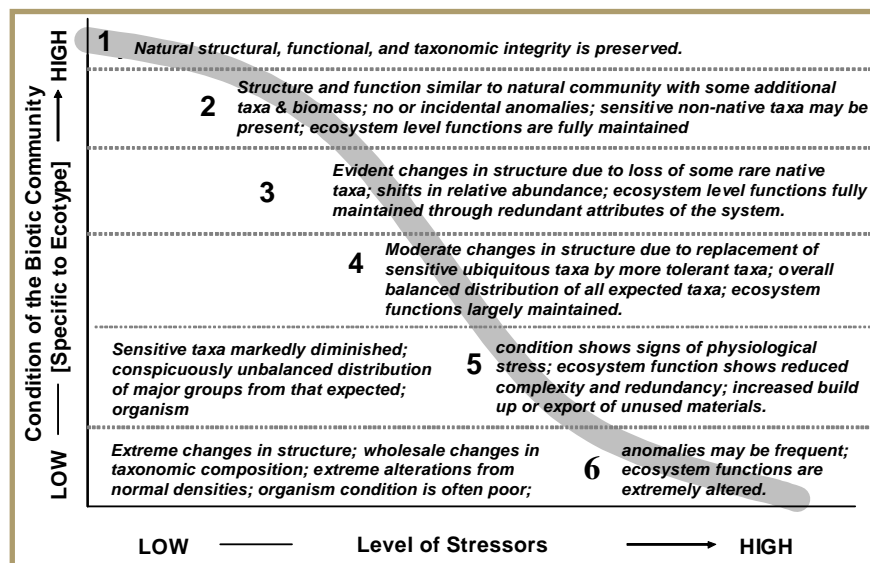 1 Natural structural, functional, and taxonomic integrity is preserved.
2 Structure and function similar to natural community with some additional
taxa & biomass; no or incidental anomalies; sensitive non-native taxa may be
present; ecosystem level functions are fully maintained
3 Evident changes in structure due to loss of some rare native
taxa; shifts in relative abundance; ecosystem level functions fully
maintained through redundant attributes of the system.
4 Moderate changes in structure due to replacement of
sensitive ubiquitous taxa by more tolerant taxa; overall
balanced distribution of all expected taxa; ecosystem
functions largely maintained.
Sensitive taxa markedly diminished;
conspicuously unbalanced distribution
of major groups from that expected;
organism
5 condition shows signs of physiological
stress; ecosystem function shows reduced
complexity and redundancy; increased build
up or export of unused materials.
Extreme changes in structure; wholesale changes in
taxonomic composition; extreme alterations from
normal densities; organism condition is often poor;
6 anomalies may be frequent;
ecosystem functions are
extremely altered.
Condition of the Biotic Community
LOW [Specific to Ecotype] HIGH
LOW Level of Stressors HIGH